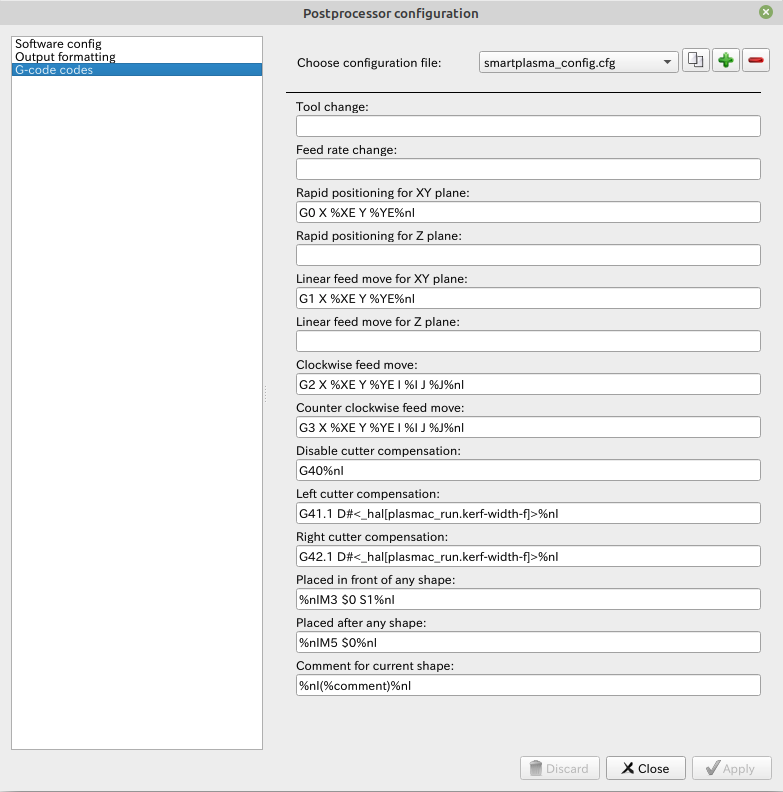 Postprocessor configuration
Software config
Output formatting
G-code codes
Choose configuration file:
smartplasma_config.cfg
Tool change:
Feed rate change:
Rapid positioning for XY plane:
G0 X %XE Y %YE%nl
Rapid positioning for Z plane:
Linear feed move for XY plane:
G1 X %XE Y %YE%nl
Linear feed move for Z plane:
Clockwise feed move:
G2 X %XE Y %YE I %I J %J%nl
Counter clockwise feed move:
G3 X %XE Y %YE I %I J %J%nl
Disable cutter compensation:
G40%nl
Left cutter compensation:
G41.1 D#<_hal[plasmac_run.kerf-width-f]>%nl
Right cutter compensation:
G42.1 D#<_hal[plasmac_run.kerf-width-f]>%nl
Placed in front of any shape:
%nlM3 $0 S1%nl
Placed after any shape:
%nlM5 $0%nl
Comment for current shape:
%nl(%comment)%nl
Discard
Close
Apply